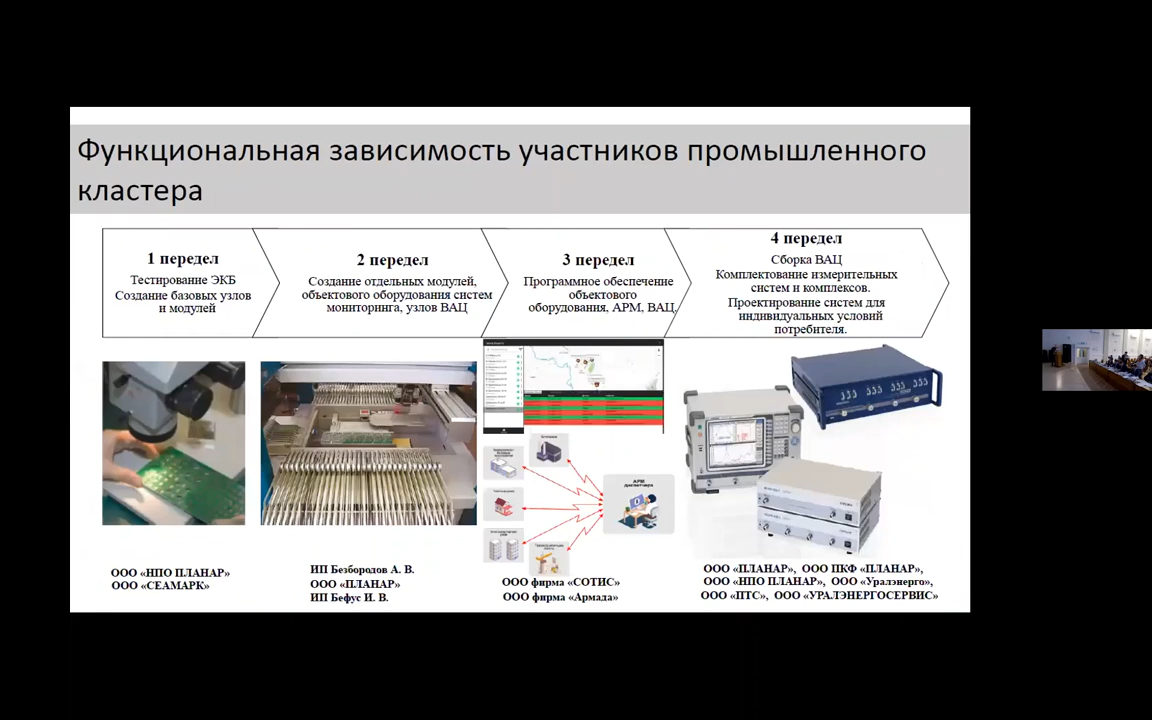 Функциональная зависимость участников промышленного
кластера
1 передел
Тестирование ЭКБ
Создание базовых узлов
и модулей
2 передел
Создание отдельных модулей,
объектового оборудования систем
мониторинга, узлов ВАЦ
3 передел
Программное обеспечение
объектового
оборудования, АРМ, ВАЦ,
4 передел
Сборка ВАЦ
Комплектование измерительных
систем и комплексов.
Проектирование систем для
индивидуальных условий
потребителя.
АРМ
диспетчера
ООО «НПО ПЛАНАР»
ООО «СЕАМАРК»
ИП Безбородов А. В.
ООО «ПЛАНАР»
ИП Бефус И. В.
ООО фирма «СОТИС»
ООО фирма «Армада»
ООО «ПЛАНАР», ООО ПКФ «ПЛАНАР»,
ООО «НПО ПЛАНАР», ООО «Уралэнерго»,
ООО «ПТС», ООО «УРАЛЭНЕРГОСЕРВИС»